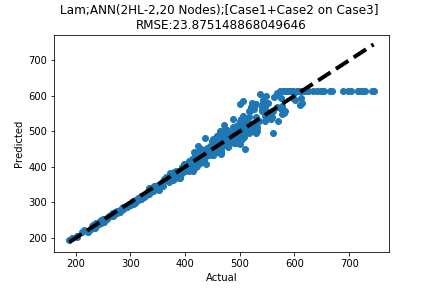 Lam;ANN(2HL-2,20 Nodes);[Case1+Case2 on Case3]
RMSE:23.875148868049646
700
600
500
400
300
200
Predicted
200 300 400 500 600 700
Actual